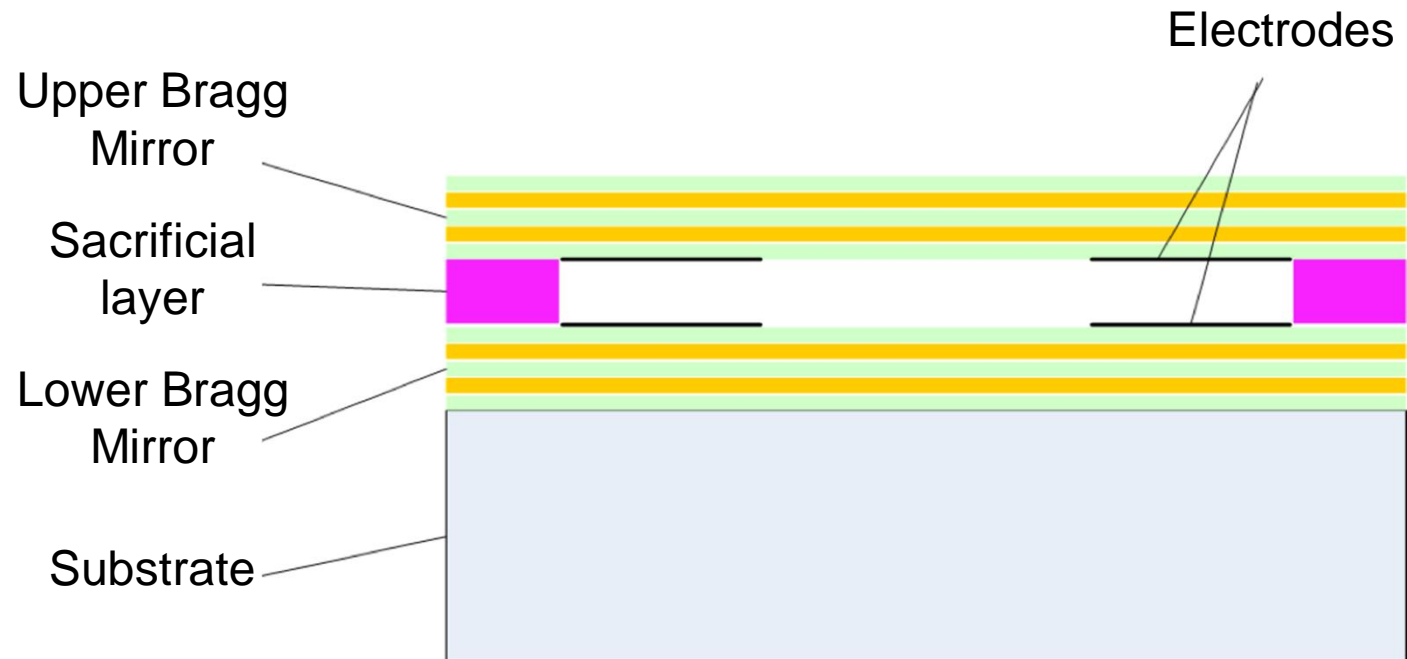 Electrodes
Upper Bragg
Mirror
Sacrificial
layer
Lower Bragg
Mirror
Substrate